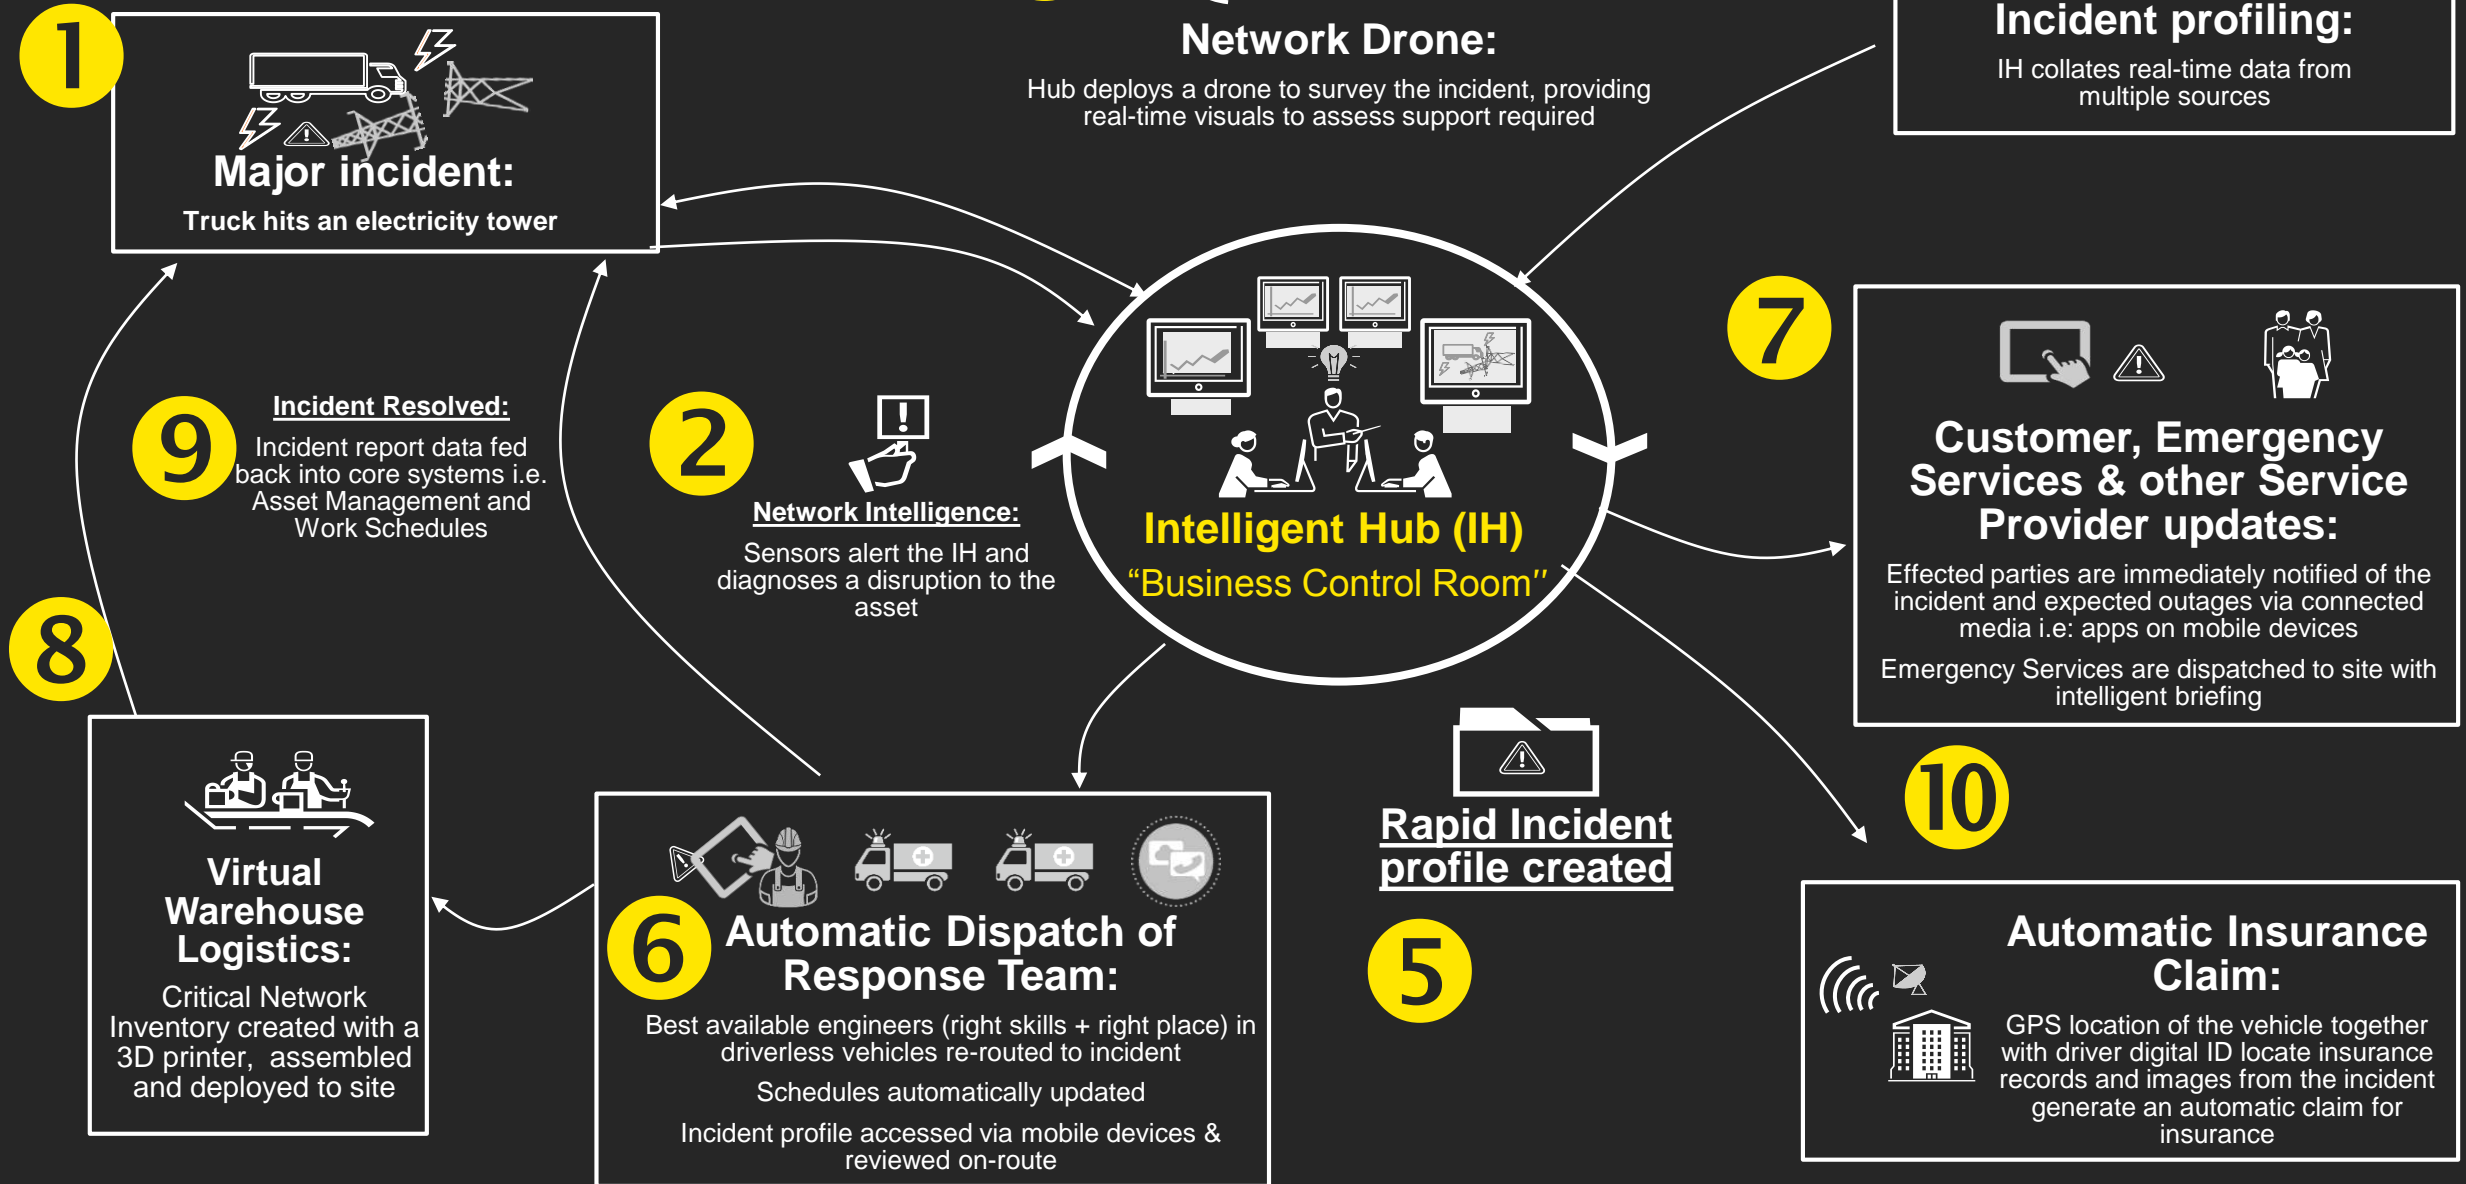 1
Major incident:
Truck hits an electricity tower
Network Drone:
Hub deploys a drone to survey the incident, providing
real-time visuals to assess support required
Incident profiling:
IH collates real-time data from
multiple sources
9
Incident Resolved:
Incident report data fed
back into core systems i.e.
Asset Management and
Work Schedules
2
Network Intelligence:
Sensors alert the IH and
diagnoses a disruption to the
asset
Intelligent Hub (IH)
“Business Control Room”
7
Customer, Emergency
Services & other Service
Provider updates:
Effected parties are immediately notified of the
incident and expected outages via connected
media i.e: apps on mobile devices
Emergency Services are dispatched to site with
intelligent briefing
8
Virtual
Warehouse
Logistics:
Critical Network
Inventory created with a
3D printer,  assembled
and deployed to site
6
Automatic Dispatch of
Response Team:
Best available engineers (right skills + right place) in
driverless vehicles re-routed to incident
Schedules automatically updated
Incident profile accessed via mobile devices &
reviewed on-route
Rapid Incident
profile created
5
10
Automatic Insurance
Claim:
GPS location of the vehicle together
with driver digital ID locate insurance
records and images from the incident
generate an automatic claim for
insurance